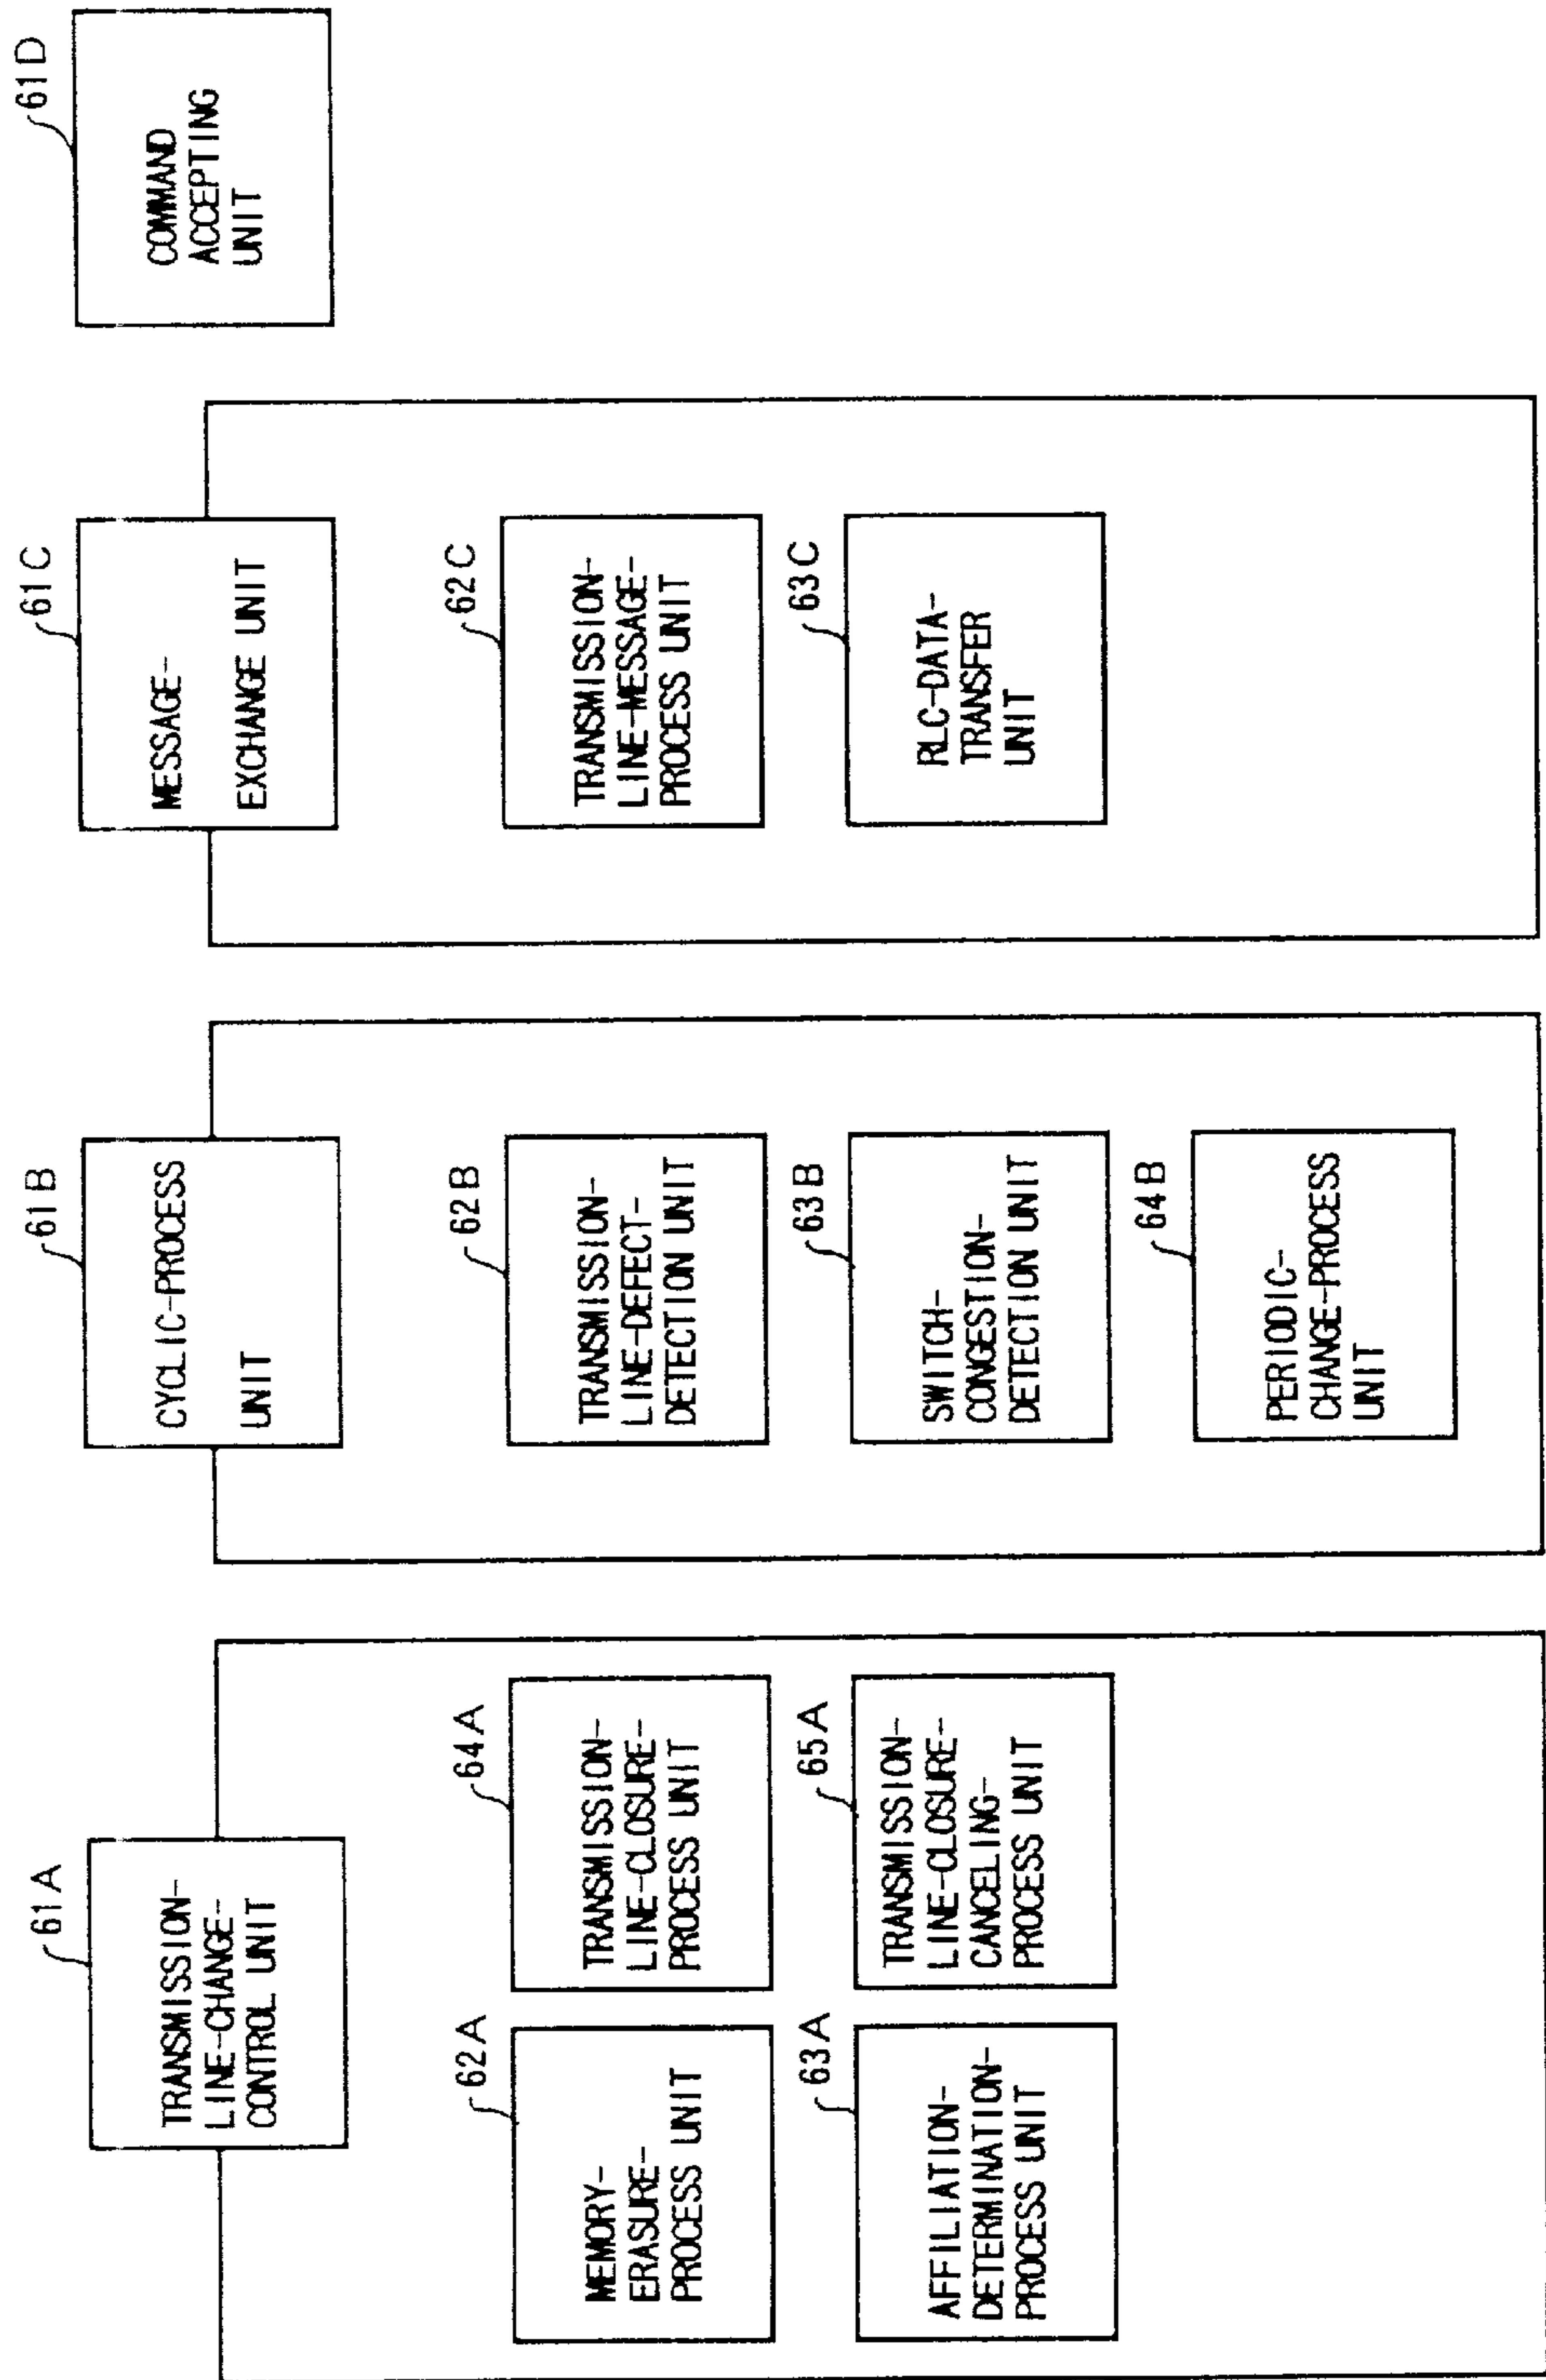 61A
TRANSMISSION-
LINE-CHANGE-
CONTROL UNIT
62A
MEMORY-
ERASURE-
PROCESS UNIT
64A
TRANSMISSION-
LINE-CLOSURE-
PROCESS UNIT
63A
AFFILIATION-
DETERMINATION-
PROCESS UNIT
65A
TRANSMISSION-
LINE-CLOSURE-
CANCELING-
PROCESS UNIT
61B
CYCLIC-PROCESS
UNIT
62B
TRANSMISSION-
LINE-DEFECT-
DETECTION UNIT
63B
SWITCH-
CONGESTION-
DETECTION UNIT
64B
PERIODIC-
CHANGE-PROCESS
UNIT
61C
MESSAGE-
EXCHANGE UNIT
62C
TRANSMISSION-
LINE-MESSAGE-
PROCESS UNIT
63C
RLC-DATA-
TRANSFER
UNIT
61D
COMMAND
ACCEPTING
UNIT